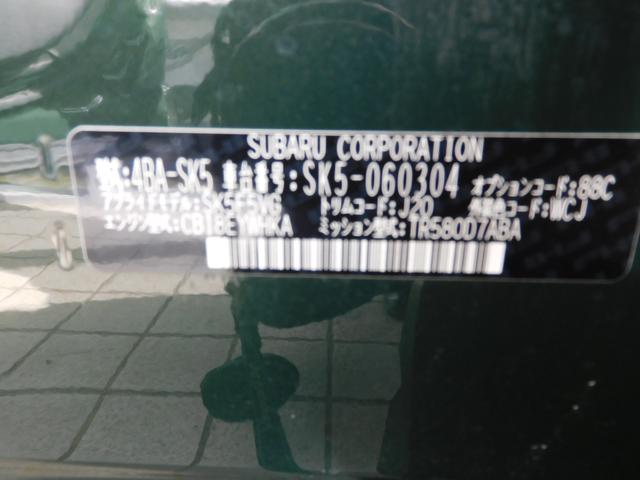 SUBARU CORPORATION
型式:4BA-SK5 車台番号:SK5-060304 オプションコード:88C
アプライドモデル:SK5E5VG トリムコード:J20 外装色コード:WCJ
エンジン型式:CB18EYWHKA ミッション型式:TR580D7ABA